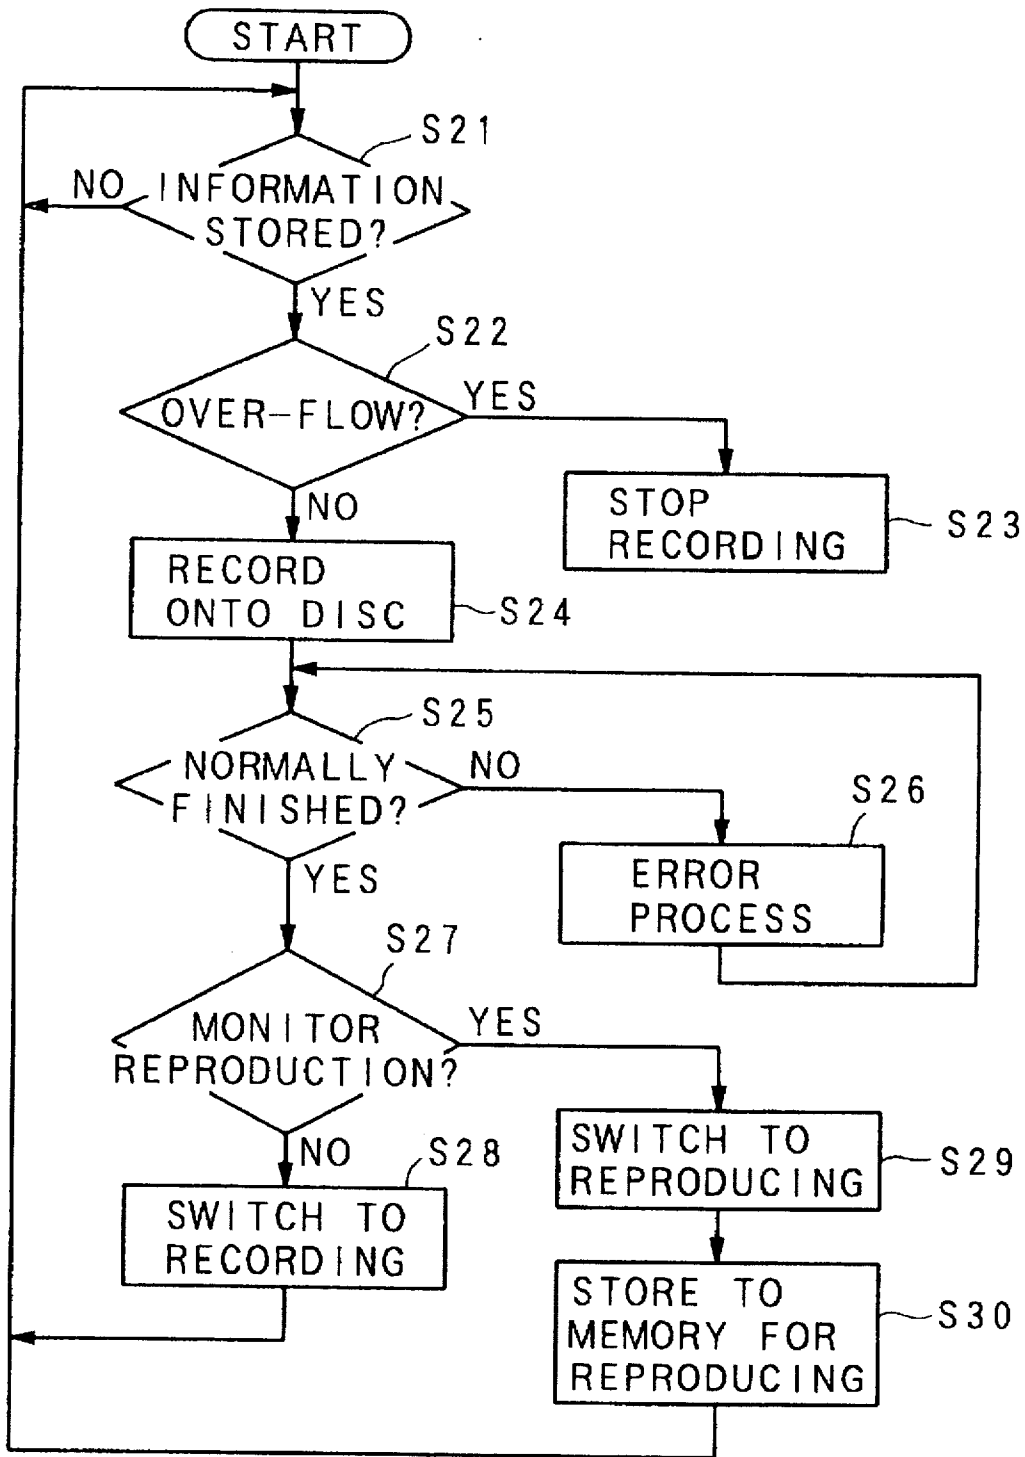 START
S21
NO
INFORMATION
STORED?
YES
S22
OVER-FLOW?
YES
NO
STOP
RECORDING
S23
RECORD
ONTO DISC
S24
S25
NORMALLY
FINISHED?
NO
S26
YES
ERROR
PROCESS
S27
MONITOR
REPRODUCTION?
YES
NO
S28
SWITCH TO
RECORDING
SWITCH TO
REPRODUCING
S29
STORE TO
MEMORY FOR
REPRODUCING
S30